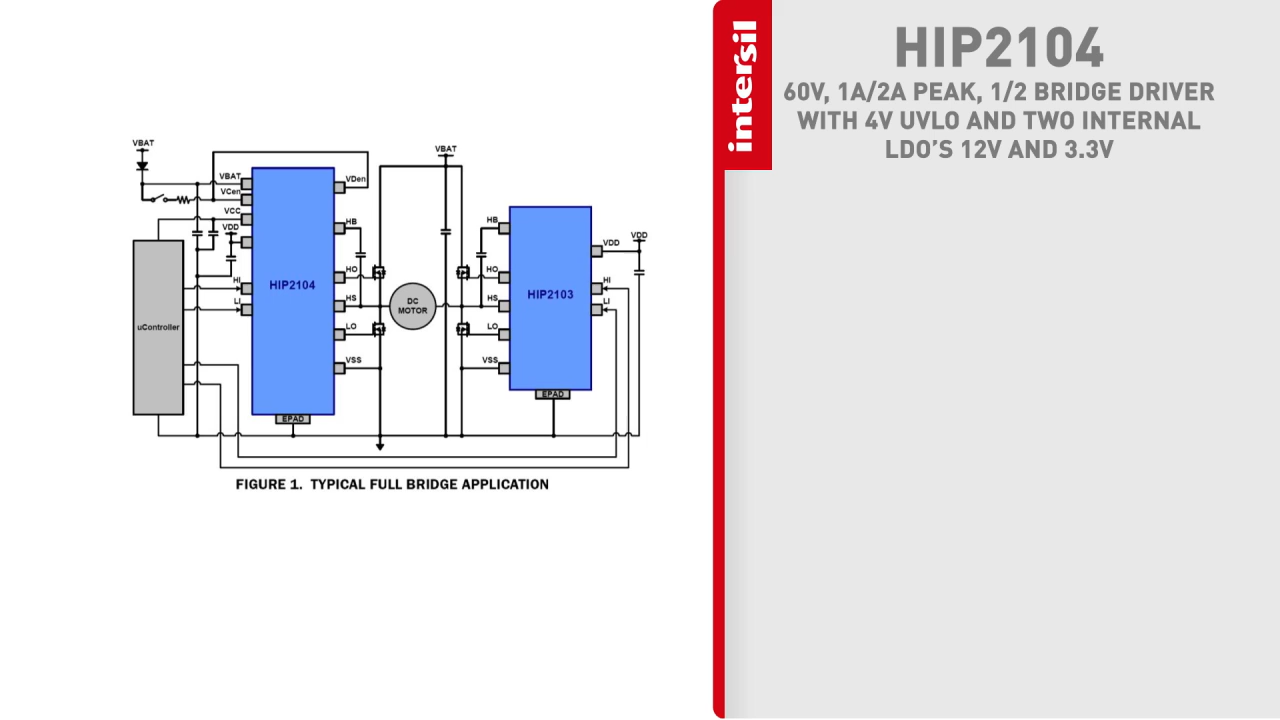 VBAT
VBAT
VCen
VCC
VDD
HI
LI
uController
HIP2104
EPAD
VDen
HB
HO
HS
LO
VSS
VBAT
DC
MOTOR
HB
HO
HS
LO
VSS
HIP2103
EPAD
VDD
HI
LI
VDD
FIGURE 1. TYPICAL FULL BRIDGE APPLICATION
intersil
HIP2104
60V, 1A/2A PEAK, 1/2 BRIDGE DRIVER
WITH 4V UVLO AND TWO INTERNAL
LDO'S 12V AND 3.3V